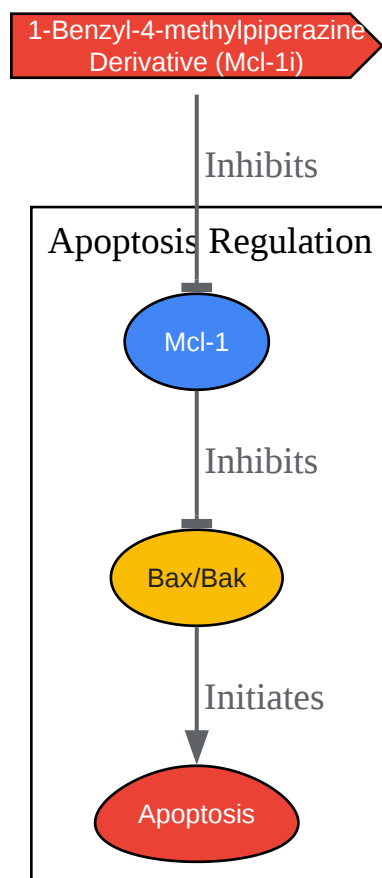 1-Benzyl-4-methylpiperazine
Derivative (Mcl-1i)
Inhibits
Apoptosis Regulation
Mcl-1
Inhibits
Bax/Bak
Initiates
Apoptosis